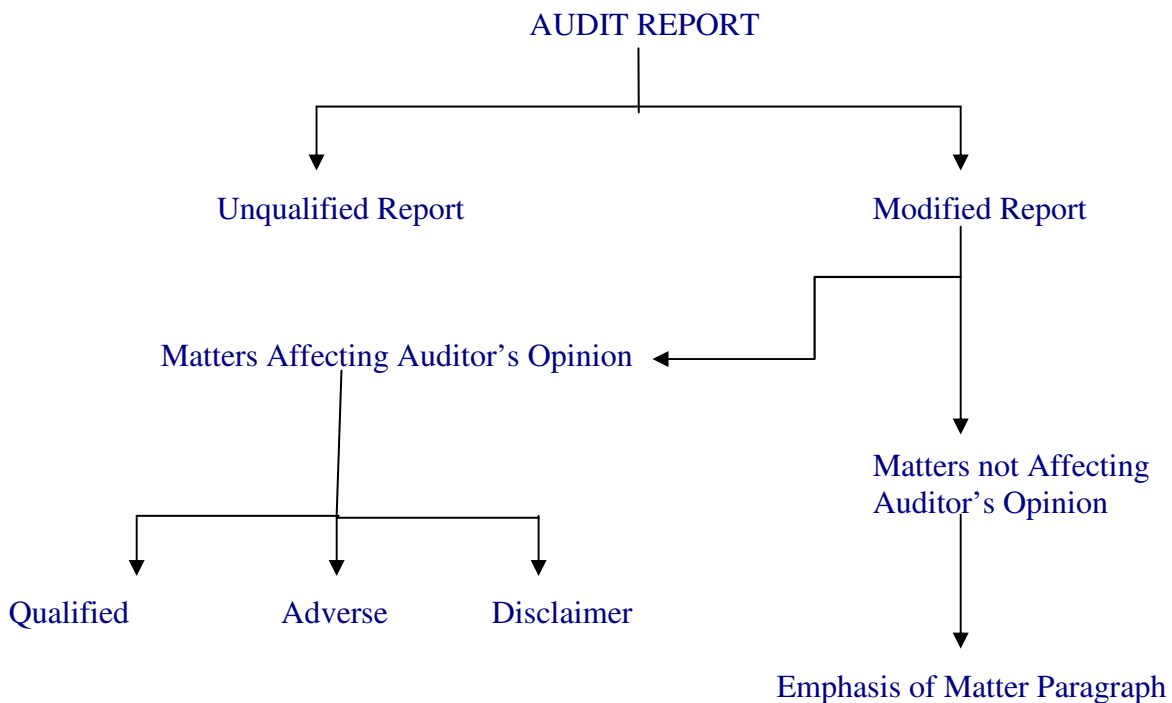 AUDIT REPORT
Unqualified Report
Modified Report
Matters Affecting Auditor’s Opinion
Matters not Affecting
Auditor’s Opinion
Qualified
Adverse
Disclaimer
Emphasis of Matter Paragraph